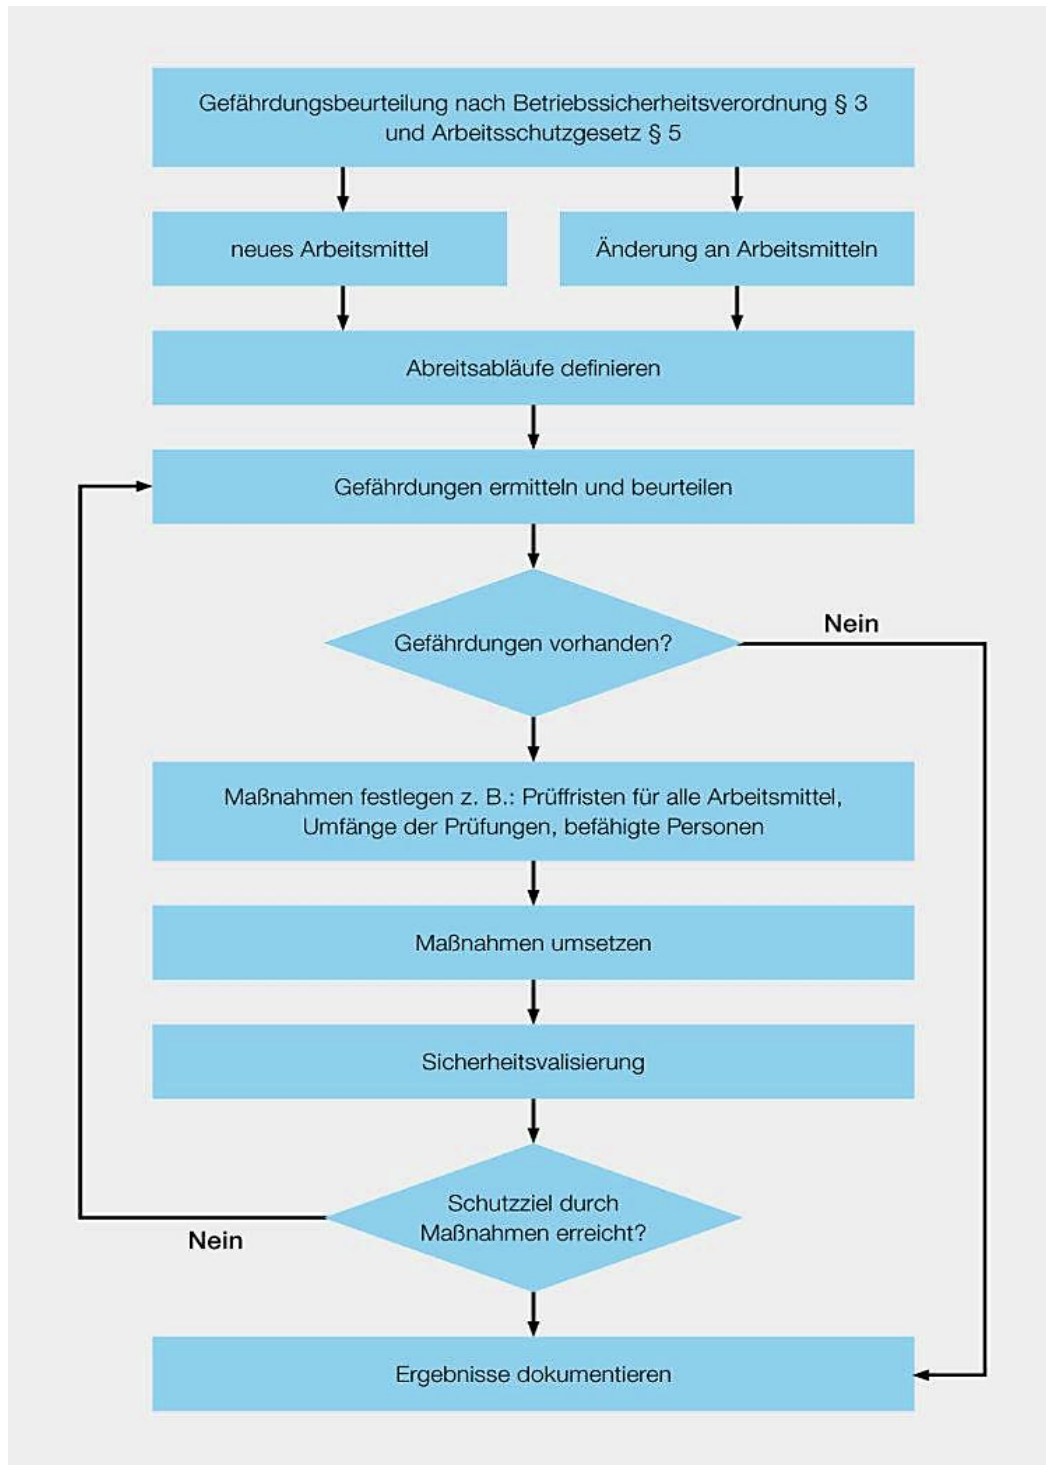 Gefährdungsbeurteilung nach Betriebssicherheitsverordnung § 3
und Arbeitsschutzgesetz § 5
neues Arbeitsmittel
Änderung an Arbeitsmitteln
Abreitsabläufe definieren
Gefährdungen ermitteln und beurteilen
Gefährdungen vorhanden?
Nein
Maßnahmen festlegen z. B.: Prüffristen für alle Arbeitsmittel,
Umfänge der Prüfungen, befähigte Personen
Maßnahmen umsetzen
Sicherheitsvalisierung
Schutzziel durch
Maßnahmen erreicht?
Nein
Ergebnisse dokumentieren